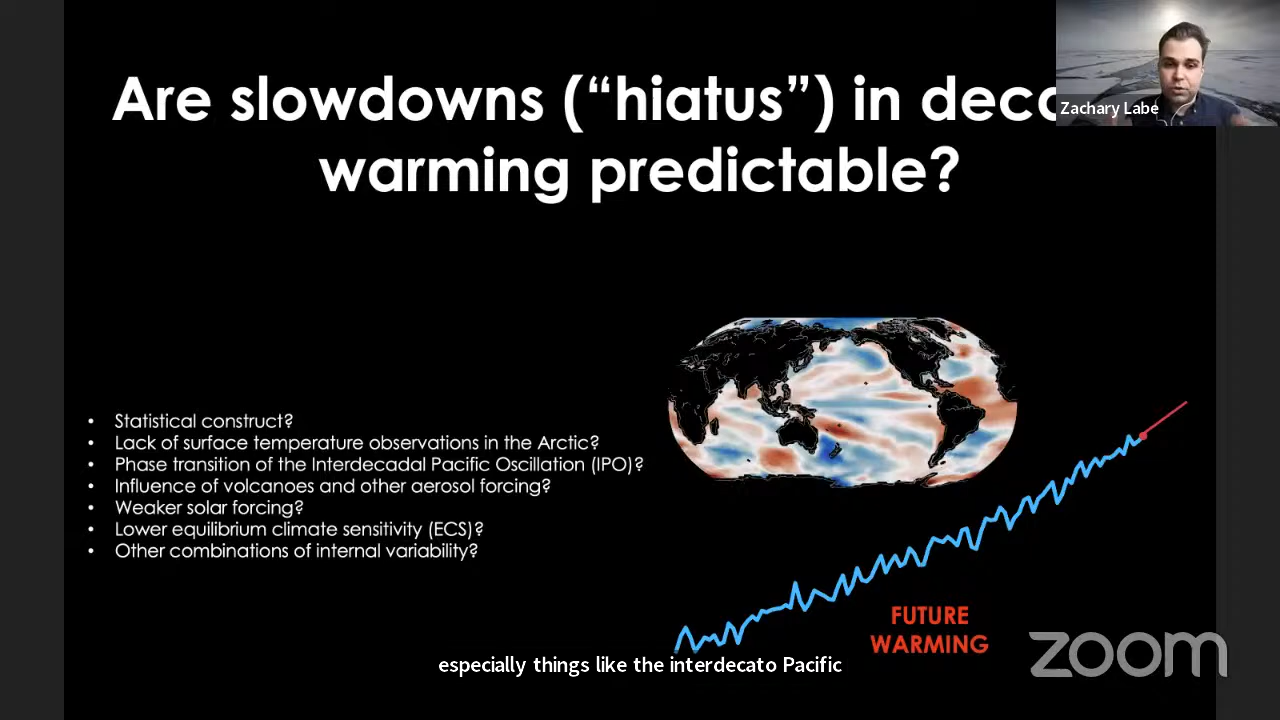 Are slowdowns (“hiatus”) in deca
warming predictable?
Zachary Labe
• Statistical construct?
• Lack of surface temperature observations in the Arctic?
• Phase transition of the Interdecadal Pacific Oscillation (IPO)?
• Influence of volcanoes and other aerosol forcing?
• Weaker solar forcing?
• Lower equilibrium climate sensitivity (ECS)?
• Other combinations of internal variability?
FUTURE
WARMING
especially things like the interdecato Pacific
zoom